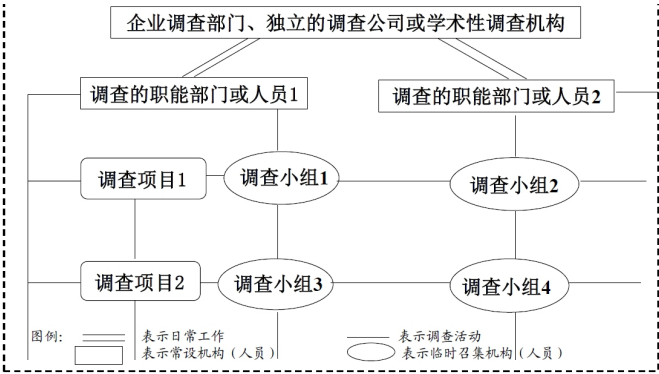 企业调查部门、独立的调查公司或学术性调查机构
调查的职能部门或人员1
调查的职能部门或人员2
调查项目1
调查小组1
调查小组2
调查项目2
调查小组3
调查小组4
图例：
表示日常工作
表示调查活动
表示常设机构（人员）
表示临时召集机构（人员）